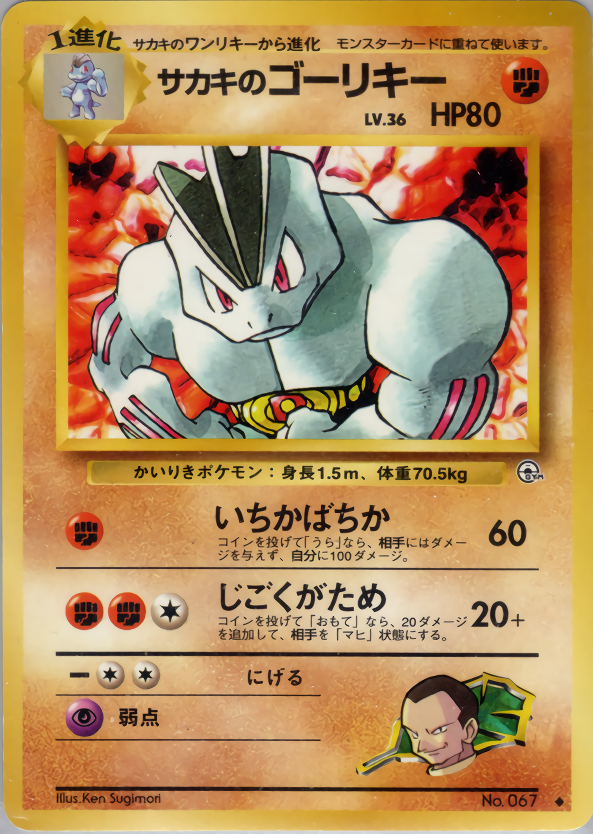 1進化
サカキのワンリキーから進化 モンスターカードに重ねて使います。
サカキのゴーリキー
LV.36 HP80
かいりきポケモン：身長1.5m、体重70.5kg
GYM
いちかばちか 60
コインを投げて「うら」なら、相手にはダメー
ジを与えず、自分に100ダメージ。
じごくがため 20+
コインを投げて「おもて」なら、20ダメージ
を追加して、相手を「マヒ」状態にする。
にげる
弱点
Illus.Ken Sugimori No.067